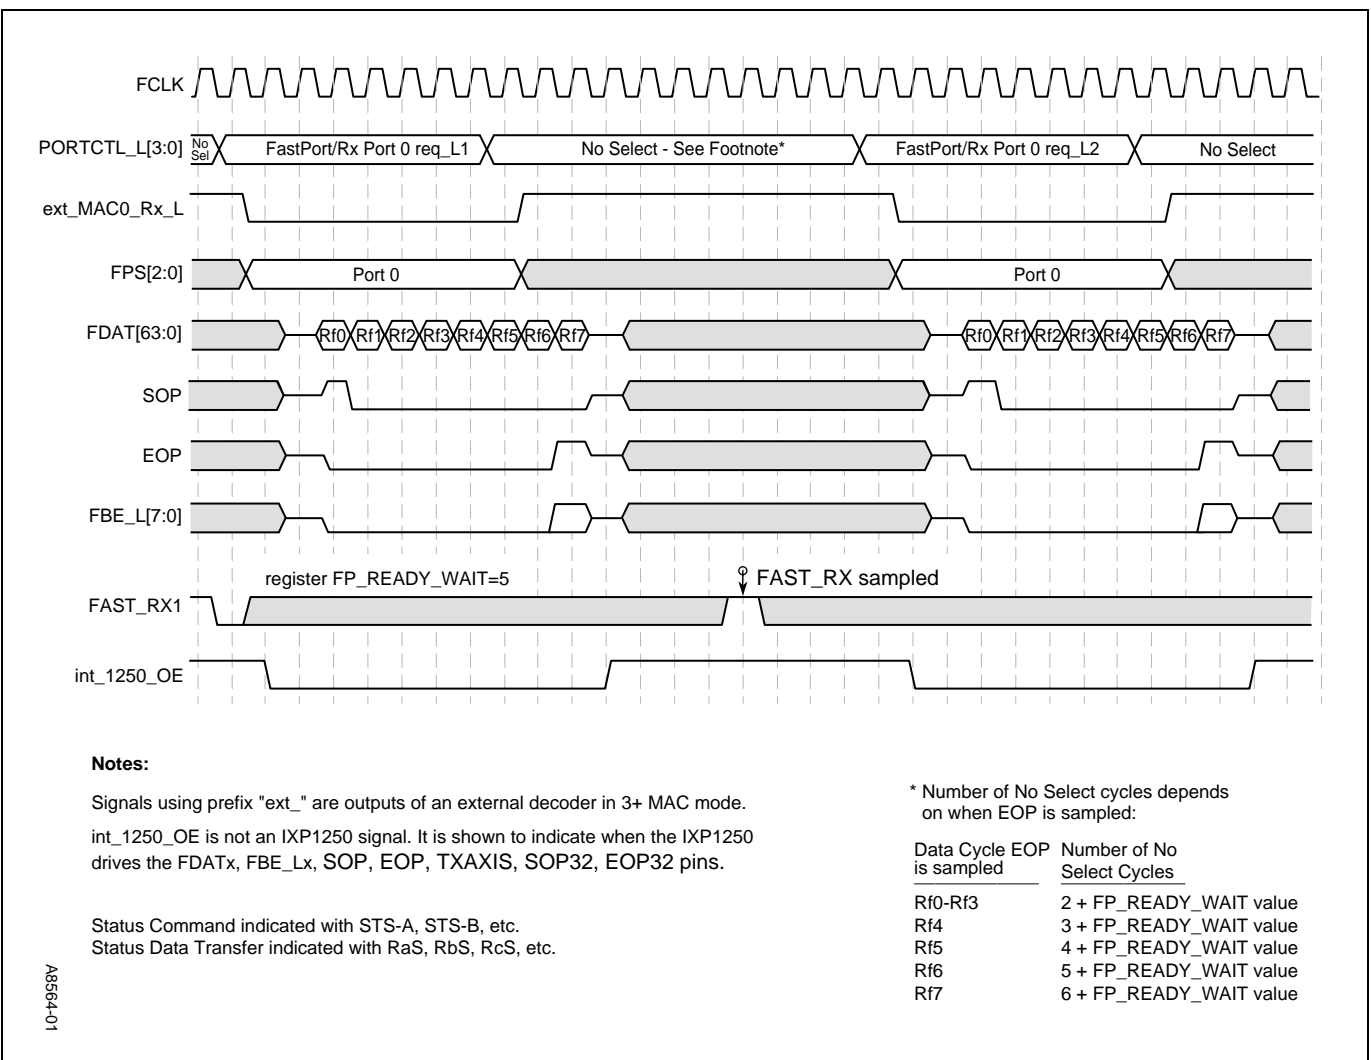 FCLK
PORTCTL_L[3:0]
No
Sel
FastPort/Rx Port 0 req_L1
No Select - See Footnote*
FastPort/Rx Port 0 req_L2
No Select
ext_MAC0_Rx_L
FPS[2:0]
Port 0
Port 0
FDAT[63:0]
Rf0 Rf1 Rf2 Rf3 Rf4 Rf5 Rf6 Rf7
Rf0 Rf1 Rf2 Rf3 Rf4 Rf5 Rf6 Rf7
SOP
EOP
FBE_L[7:0]
register FP_READY_WAIT=5
FAST_RX sampled
FAST_RX1
int_1250_OE
Notes:
Signals using prefix "ext_" are outputs of an external decoder in 3+ MAC mode.
int_1250_OE is not an IXP1250 signal. It is shown to indicate when the IXP1250
drives the FDATx, FBE_Lx, SOP, EOP, TXAXIS, SOP32, EOP32 pins.
Status Command indicated with STS-A, STS-B, etc.
Status Data Transfer indicated with RaS, RbS, RcS, etc.
* Number of No Select cycles depends
on when EOP is sampled:
Data Cycle EOP
is sampled
Number of No
Select Cycles
Rf0-Rf3 2 + FP_READY_WAIT value
Rf4 3 + FP_READY_WAIT value
Rf5 4 + FP_READY_WAIT value
Rf6 5 + FP_READY_WAIT value
Rf7 6 + FP_READY_WAIT value
A8564-01